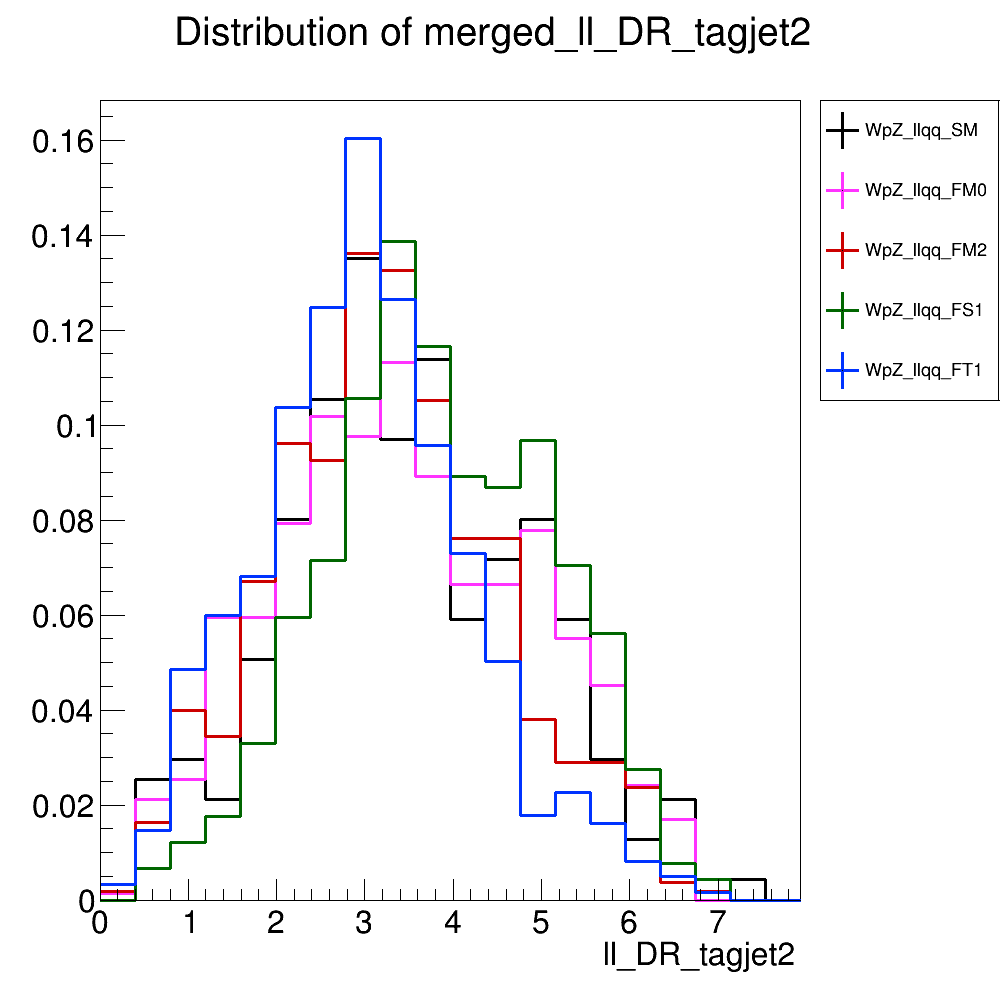 Distribution of merged_ll_DR_tagjet2
WpZ_llqq_SM
WpZ_llqq_FM0
WpZ_llqq_FM2
WpZ_llqq_FS1
WpZ_llqq_FT1
0.16
0.14
0.12
0.1
0.08
0.06
0.04
0.02
0
0 1 2 3 4 5 6 7
ll_DR_tagjet2